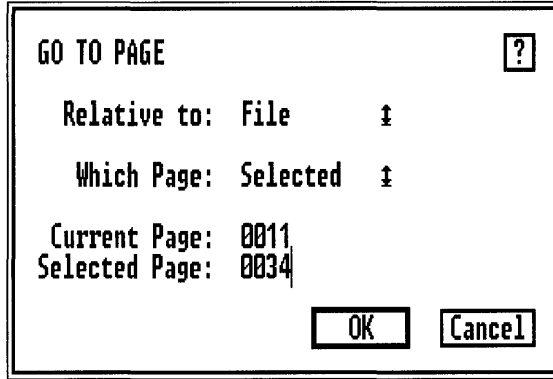 GO TO PAGE ?
Relative to: File ↕
Which Page: Selected ↕
Current Page: 0011
Selected Page: 0034
OK Cancel